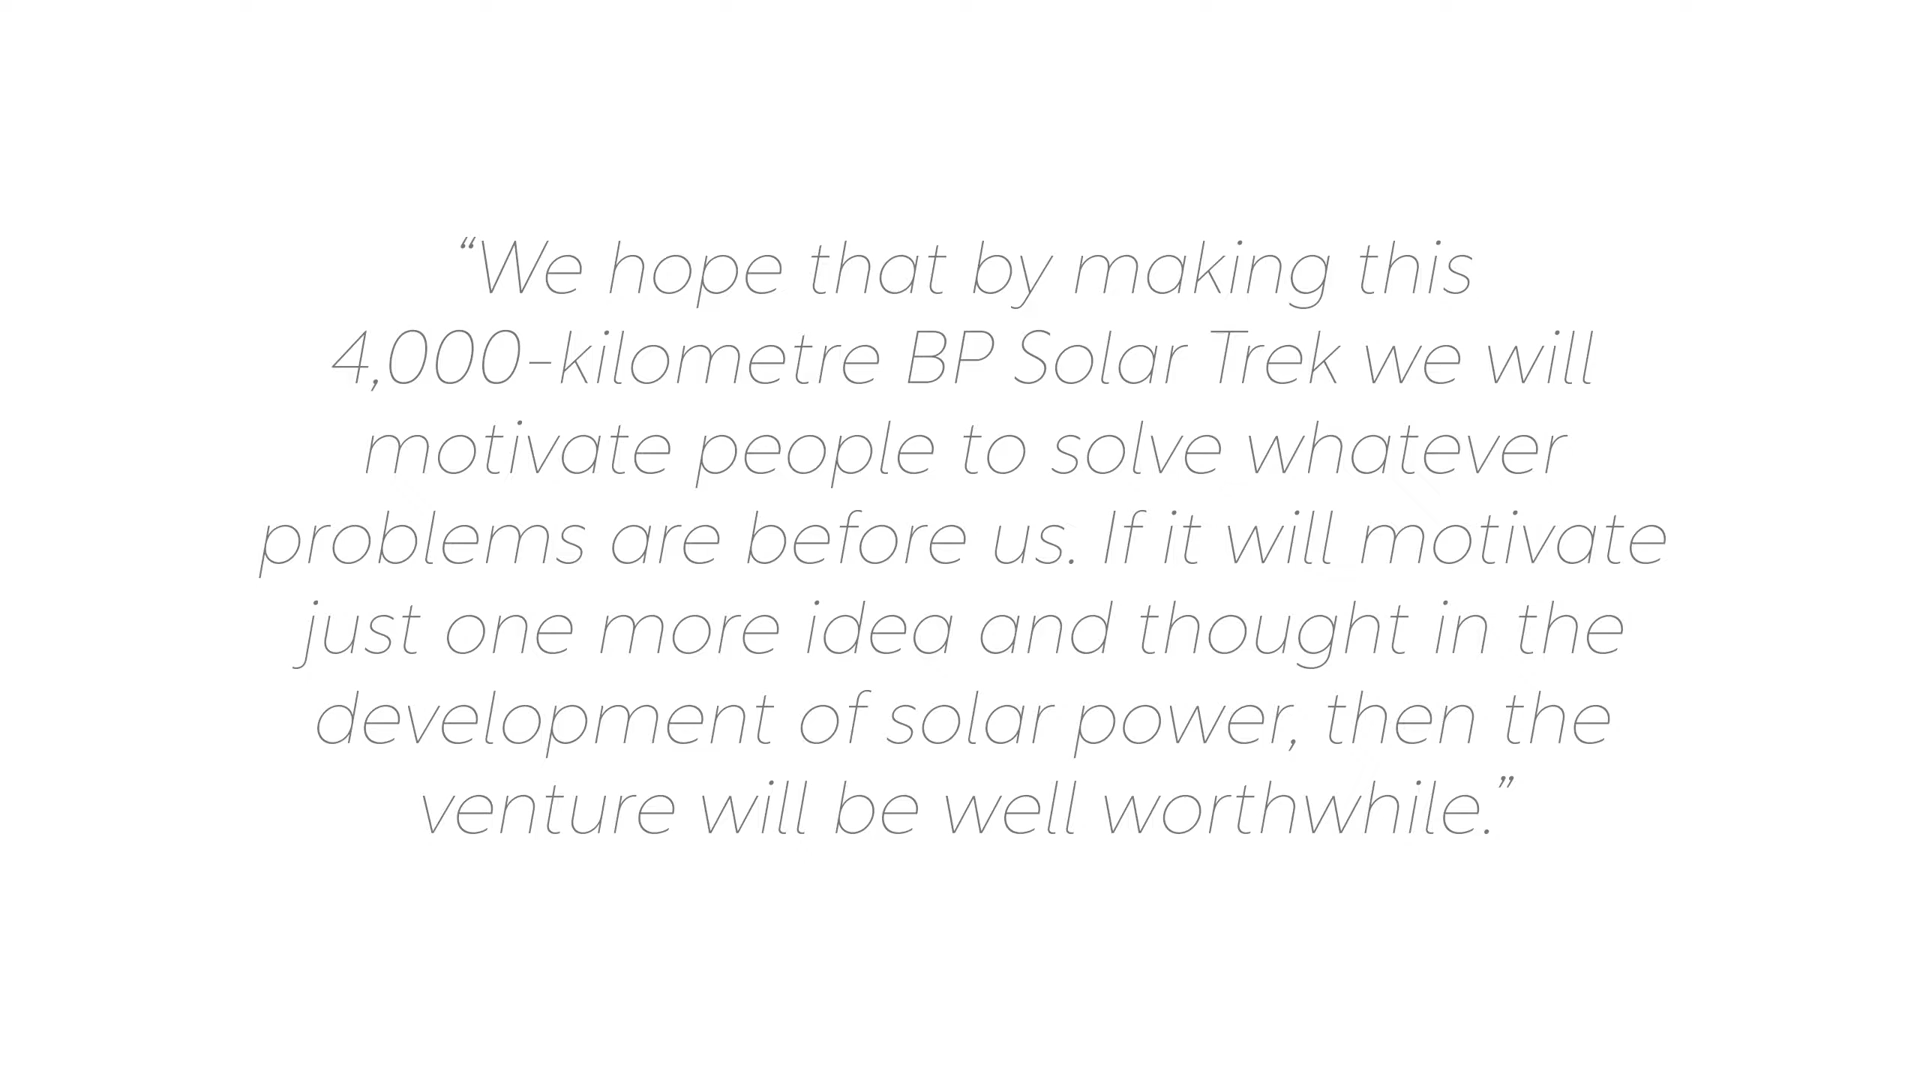 “We hope that by making this
4,000-kilometre BP Solar Trek we will
motivate people to solve whatever
problems are before us. If it will motivate
just one more idea and thought in the
development of solar power, then the
venture will be well worthwhile.”